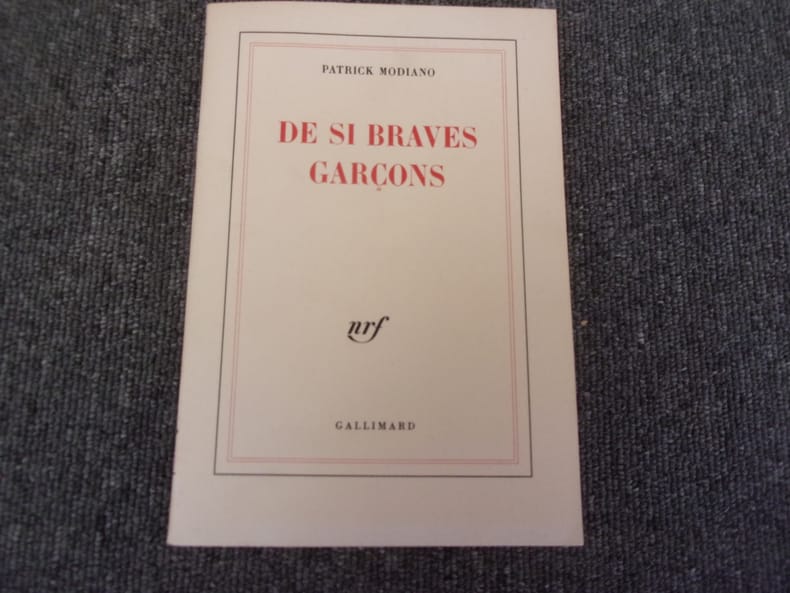 PATRICK MODIANO
DE SI BRAVES
GARÇONS
nrf
GALLIMARD